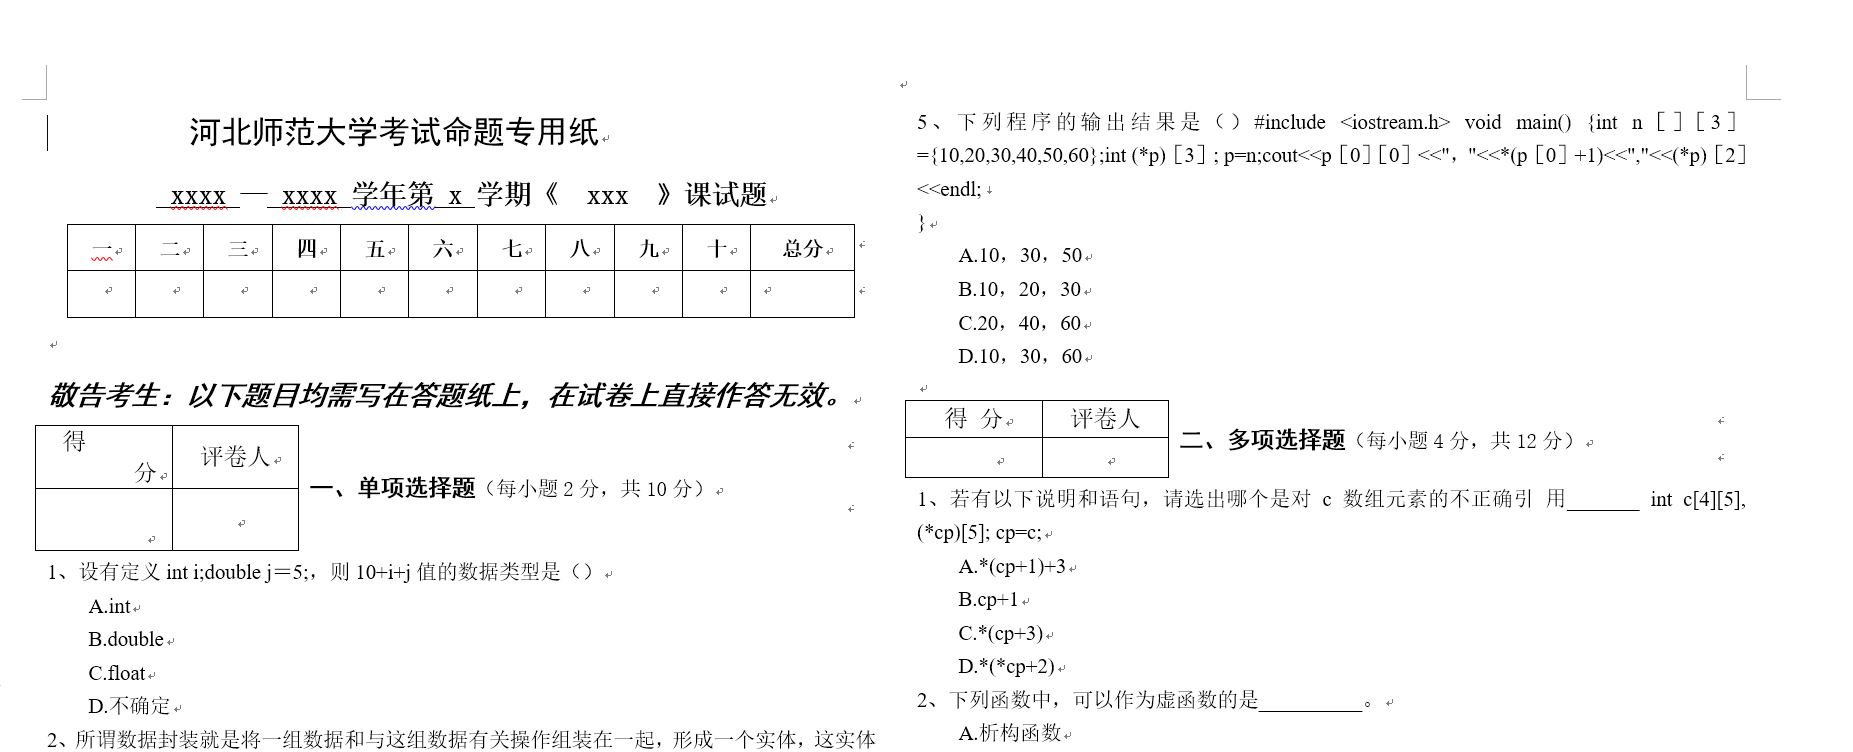 河北师范大学考试命题专用纸
xxxx — xxxx 学年第 x 学期《 xxx 》课试题
一 二 三 四 五 六 七 八 九 十 总分
敬告考生：以下题目均需写在答题纸上，在试卷上直接作答无效。
得 分 评卷人
一、单项选择题（每小题2分，共10分）
1、设有定义 int i;double j＝5;，则 10+i+j 值的数据类型是（）
A.int
B.double
C.float
D.不确定
2、所谓数据封装就是将一组数据和与这组数据有关操作组装在一起，形成一个实体，这实体
5、下列程序的输出结果是（）#include <iostream.h> void main() {int n［］［3］
={10,20,30,40,50,60};int (*p)［3］; p=n;cout<<p［0］［0］<<"，"<<*(p［0］+1)<<","<<(*p)［2］
<<endl;
}
A.10，30，50
B.10，20，30
C.20，40，60
D.10，30，60
得 分 评卷人
二、多项选择题（每小题4分，共12分）
1、若有以下说明和语句，请选出哪个是对 c 数组元素的不正确引 用_______ int c[4][5],
(*cp)[5]; cp=c;
A.*(cp+1)+3
B.cp+1
C.*(cp+3)
D.*(*cp+2)
2、下列函数中，可以作为虚函数的是__________。
A.析构函数